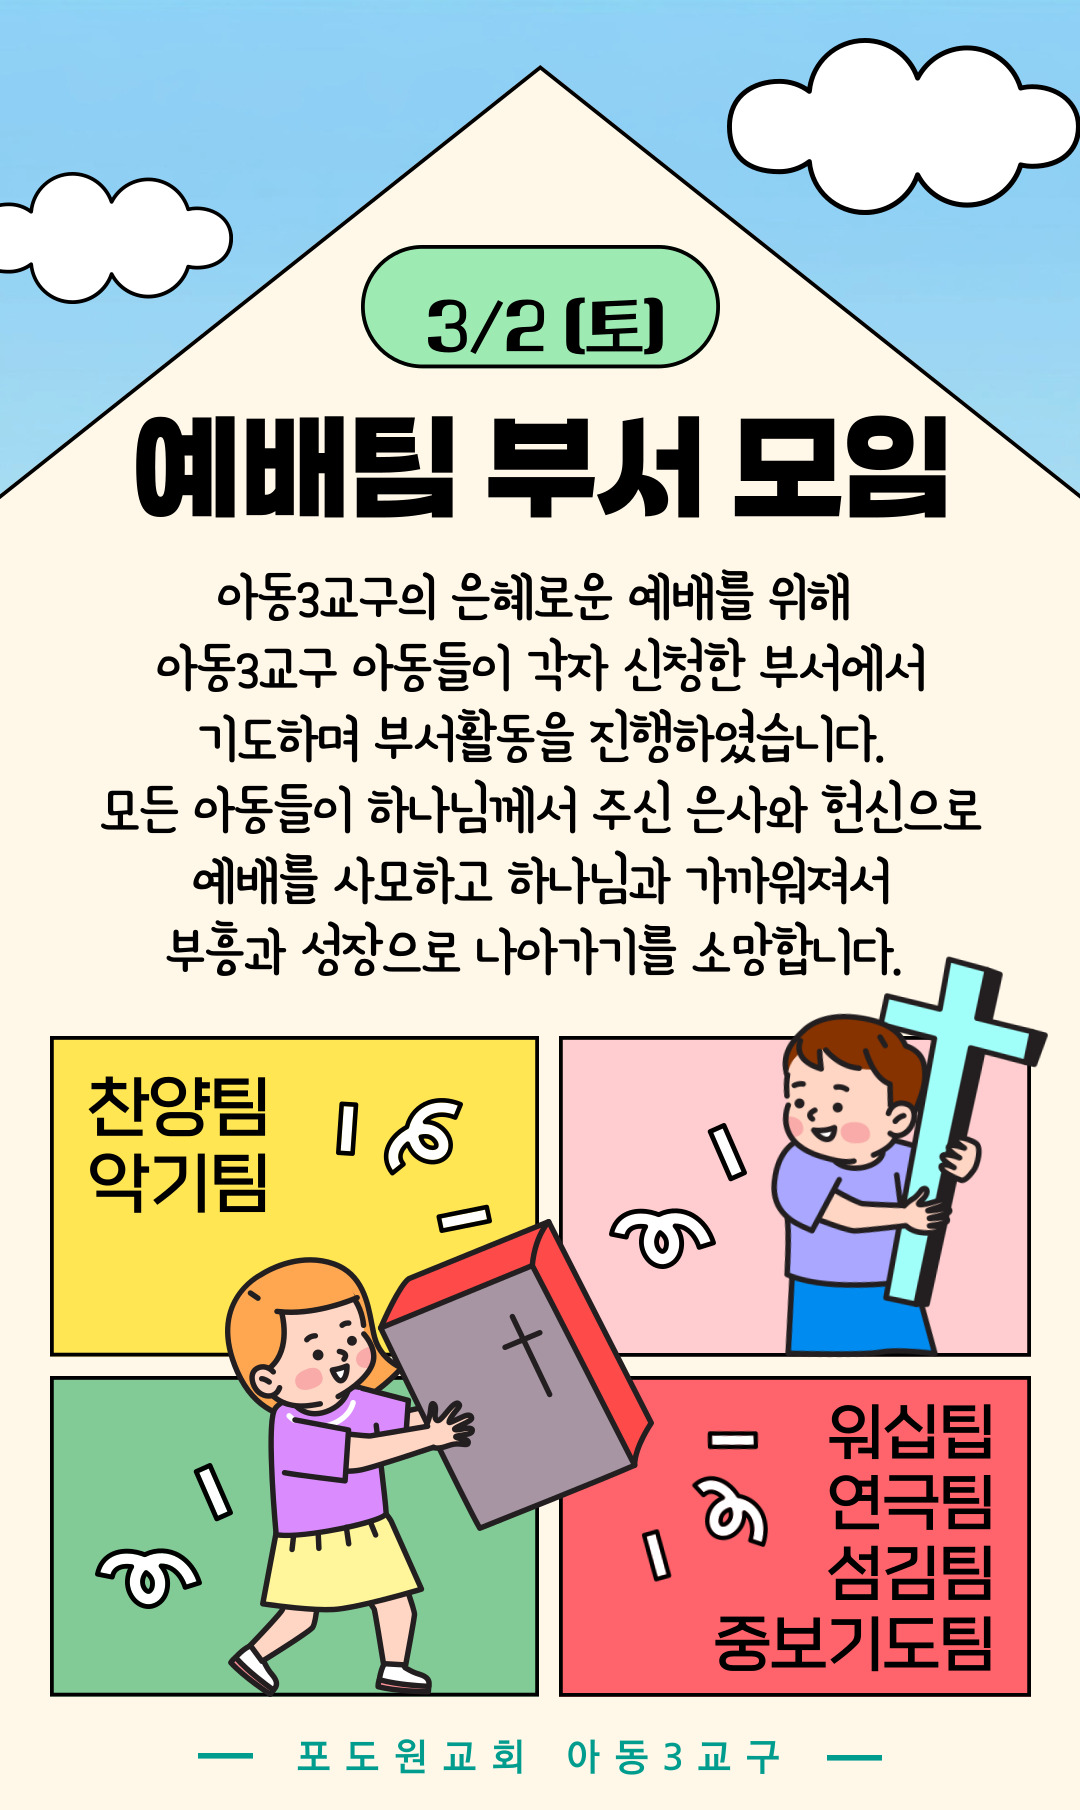 3/2 (토)
예배팀 부서 모임
아동3교구의 은혜로운 예배를 위해
아동3교구 아동들이 각자 신청한 부서에서
기도하며 부서활동을 진행하였습니다.
모든 아동들이 하나님께서 주신 은사와 헌신으로
예배를 사모하고 하나님과 가까워져서
부흥과 성장으로 나아가기를 소망합니다.
찬양팀
악기팀
워십팁
연극팀
섬김팀
중보기도팀
포도원교회 아동3교구